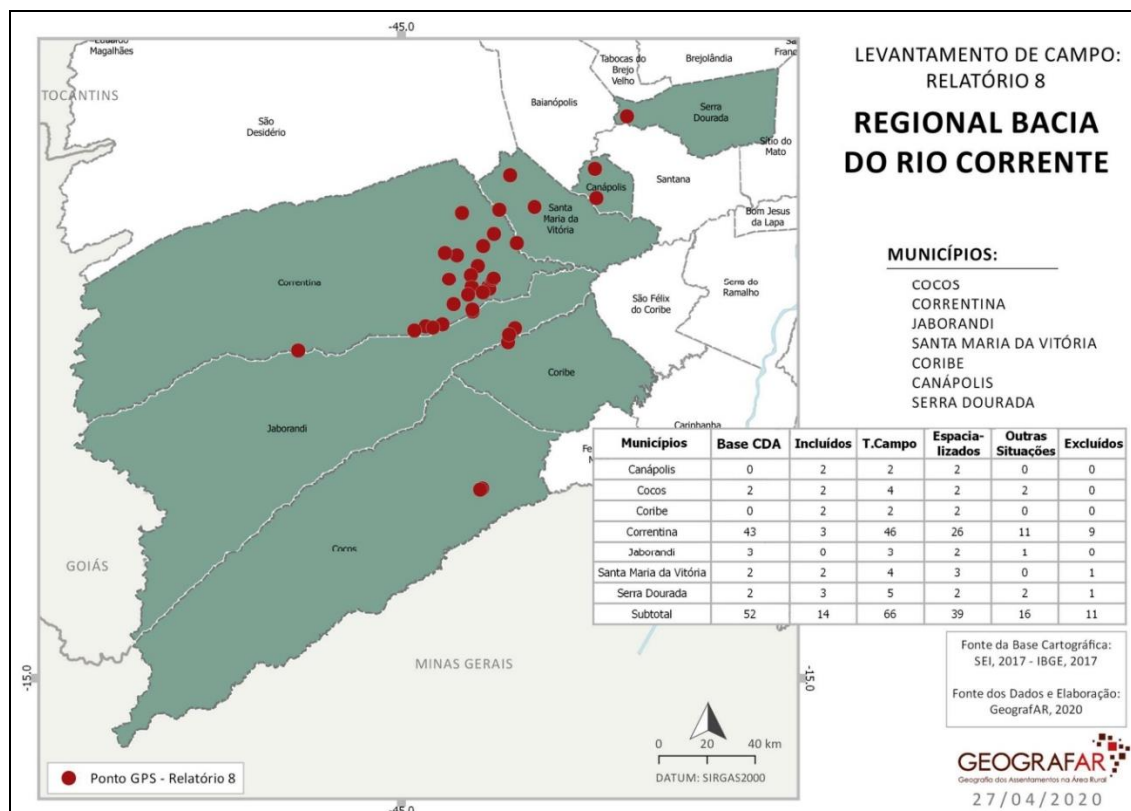 -45.0
Magalhães
TOCANTINS
São
Desidério
Baianópolis
Tabocas do
Brejo
Velho
Brejolândia
Serra
Dourada
Sítio do
Mato
Canápolis
Santana
Santa
Maria da
Vitória
Bom Jesus
da Lapa
Correntina
São Félix
do Coribe
Serra do
Ramalho
Coribe
Jaborandi
Carinhanha
Cocos
GOIÁS
MINAS GERAIS
-15.0
-15.0
0 20 40 km
DATUM: SIRGAS2000
Ponto GPS - Relatório 8
-45.0
LEVANTAMENTO DE CAMPO:
RELATÓRIO 8
REGIONAL BACIA
DO RIO CORRENTE
MUNICÍPIOS:
COCOS
CORRENTINA
JABORANDI
SANTA MARIA DA VITÓRIA
CORIBE
CANÁPOLIS
SERRA DOURADA
Municípios Base CDA Incluídos T.Campo Espacia-lizados Outras Situações Excluídos
Canápolis 0 2 2 2 0 0
Cocos 2 2 4 2 2 0
Coribe 0 2 2 2 0 0
Correntina 43 3 46 26 11 9
Jaborandi 3 0 3 2 1 0
Santa Maria da Vitória 2 2 4 3 0 1
Serra Dourada 2 3 5 2 2 1
Subtotal 52 14 66 39 16 11
Fonte da Base Cartográfica:
SEI, 2017 - IBGE, 2017
Fonte dos Dados e Elaboração:
GeografAR, 2020
GEOGRAFAR
Geografia dos Assentamentos na Área Rural
27/04/2020